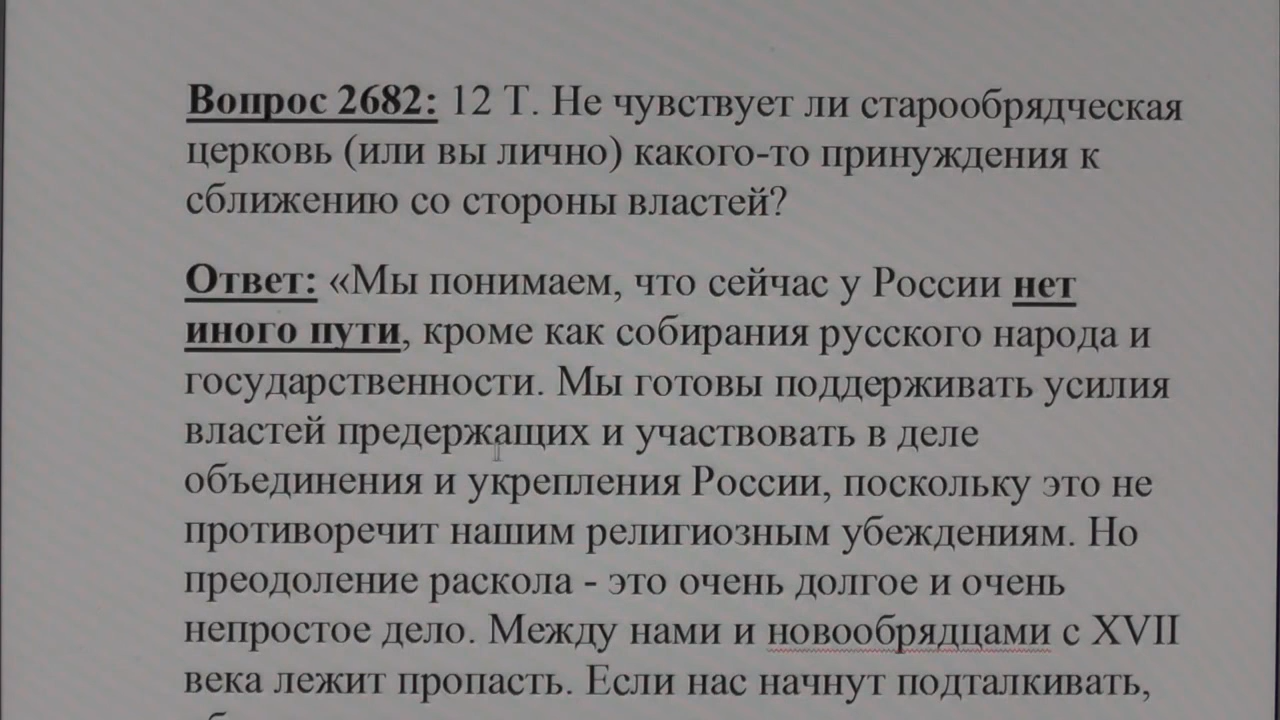 Вопрос 2682: 12 Т. Не чувствует ли старообрядческая
церковь (или вы лично) какого-то принуждения к
сближению со стороны властей?
Ответ: «Мы понимаем, что сейчас у России нет
иного пути, кроме как собирания русского народа и
государственности. Мы готовы поддерживать усилия
властей предержащих и участвовать в деле
объединения и укрепления России, поскольку это не
противоречит нашим религиозным убеждениям. Но
преодоление раскола - это очень долгое и очень
непростое дело. Между нами и новообрядцами с XVII
века лежит пропасть. Если нас начнут подталкивать,